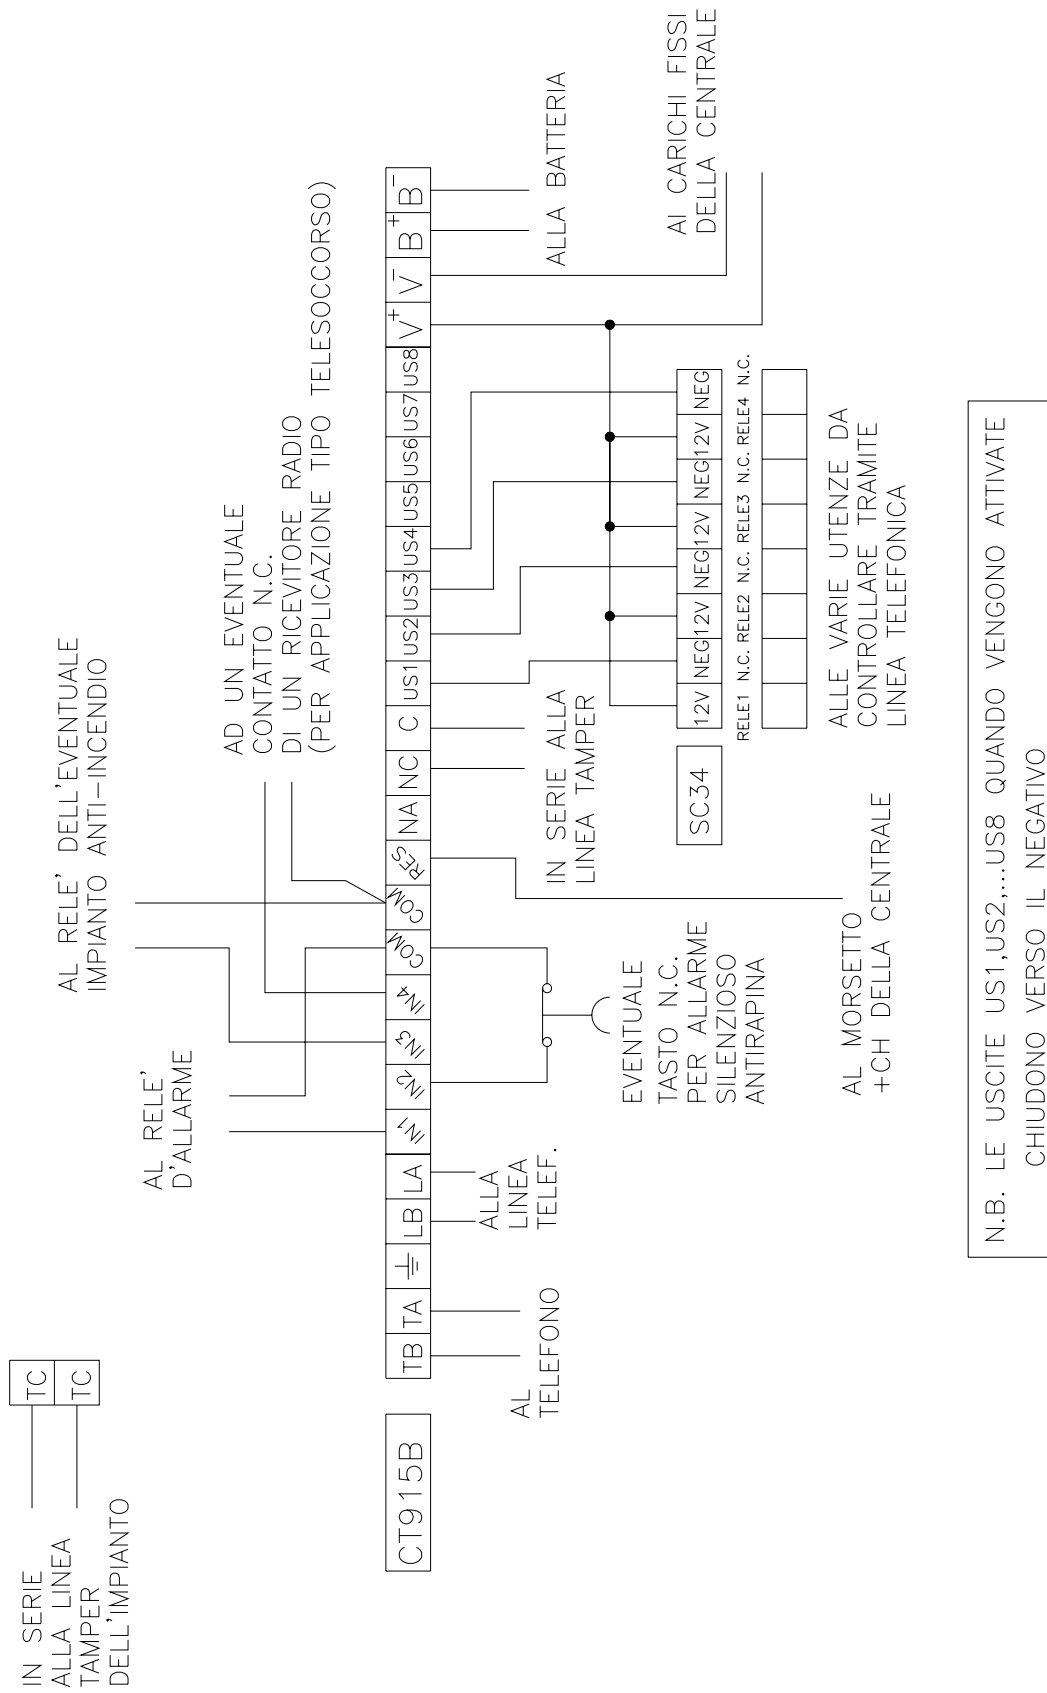 IN SERIE
ALLA LINEA
TAMPER
DELL'IMPIANTO
TC
TC
AL RELE'
D'ALLARME
AL RELE' DELL'EVENTUALE
IMPIANTO ANTI-INCENDIO
AD UN EVENTUALE
CONTATTO N.C.
DI UN RICEVITORE RADIO
(PER APPLICAZIONE TIPO TELESOCCORSO)
CT915B
TB TA LB LA IN1 IN2 IN3 IN4 COM COM RES NA NC C US1 US2 US3 US4 US5 US6 US7 US8 V+ V- B+ B-
AL
TELEFONO
ALLA
LINEA
TELEF.
EVENTUALE
TASTO N.C.
PER ALLARME
SILENZIOSO
ANTIRAPINA
AL MORSETTO
+CH DELLA CENTRALE
IN SERIE ALLA
LINEA TAMPER
ALLA BATTERIA
AI CARICHI FISSI
DELLA CENTRALE
SC34
12V NEG 12V NEG 12V NEG 12V NEG
RELE1 N.C. RELE2 N.C. RELE3 N.C. RELE4 N.C.
ALLE VARIE UTENZE DA
CONTROLLARE TRAMITE
LINEA TELEFONICA
N.B. LE USCITE US1,US2,...US8 QUANDO VENGONO ATTIVATE
CHIUDONO VERSO IL NEGATIVO